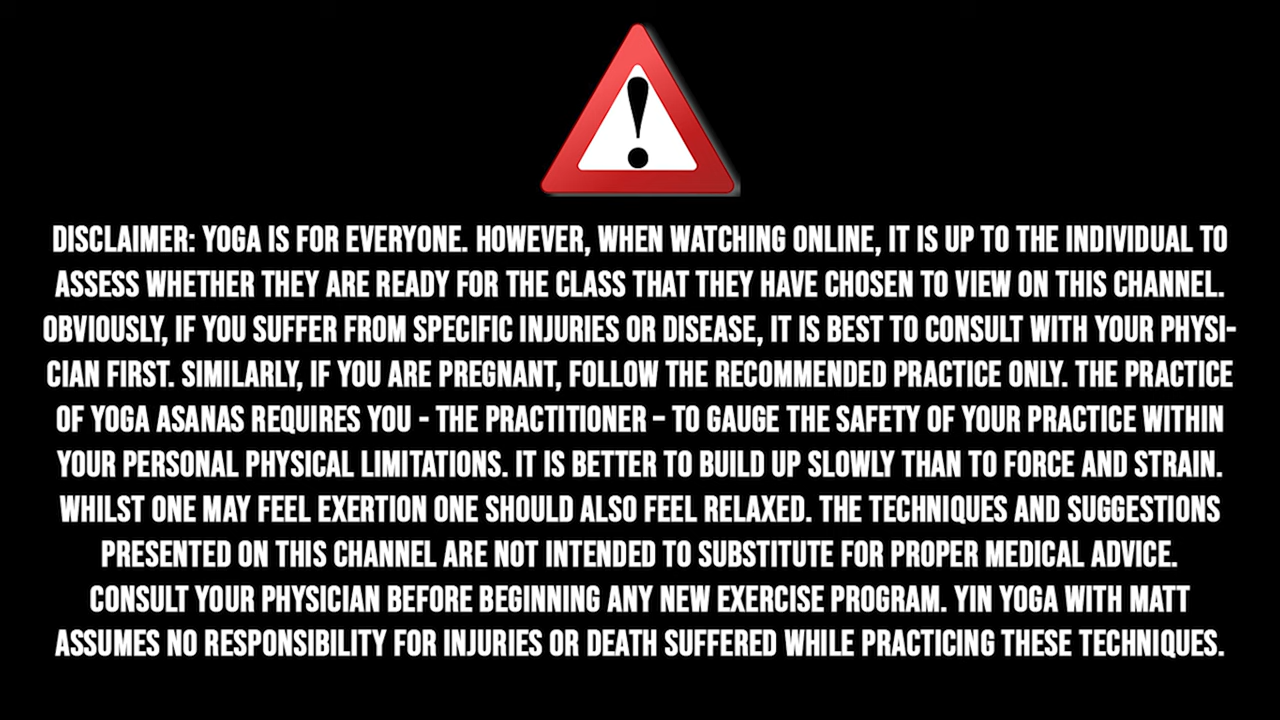 DISCLAIMER: YOGA IS FOR EVERYONE. HOWEVER, WHEN WATCHING ONLINE, IT IS UP TO THE INDIVIDUAL TO
ASSESS WHETHER THEY ARE READY FOR THE CLASS THAT THEY HAVE CHOSEN TO VIEW ON THIS CHANNEL.
OBVIOUSLY, IF YOU SUFFER FROM SPECIFIC INJURIES OR DISEASE, IT IS BEST TO CONSULT WITH YOUR PHYSI-
CIAN FIRST. SIMILARLY, IF YOU ARE PREGNANT, FOLLOW THE RECOMMENDED PRACTICE ONLY. THE PRACTICE
OF YOGA ASANAS REQUIRES YOU - THE PRACTITIONER – TO GAUGE THE SAFETY OF YOUR PRACTICE WITHIN
YOUR PERSONAL PHYSICAL LIMITATIONS. IT IS BETTER TO BUILD UP SLOWLY THAN TO FORCE AND STRAIN.
WHILST ONE MAY FEEL EXERTION ONE SHOULD ALSO FEEL RELAXED. THE TECHNIQUES AND SUGGESTIONS
PRESENTED ON THIS CHANNEL ARE NOT INTENDED TO SUBSTITUTE FOR PROPER MEDICAL ADVICE.
CONSULT YOUR PHYSICIAN BEFORE BEGINNING ANY NEW EXERCISE PROGRAM. YIN YOGA WITH MATT
ASSUMES NO RESPONSIBILITY FOR INJURIES OR DEATH SUFFERED WHILE PRACTICING THESE TECHNIQUES.